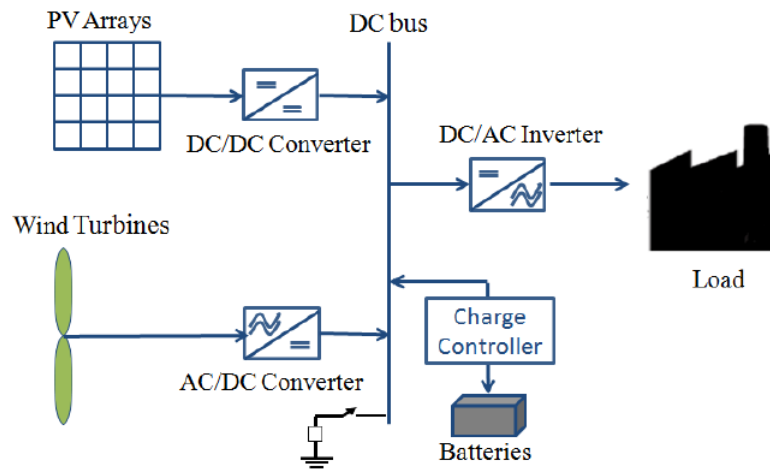 PV Arrays
DC bus
DC/DC Converter
DC/AC Inverter
Wind Turbines
Load
Charge
Controller
AC/DC Converter
Batteries